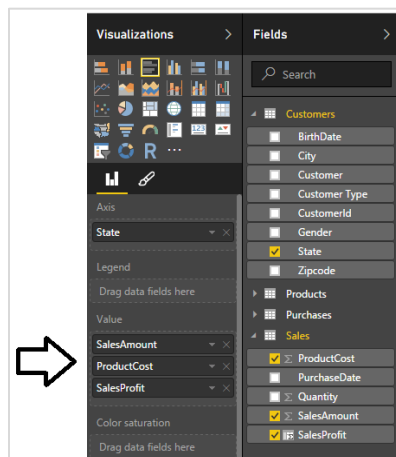 Visualizations
Fields
Search
Customers
BirthDate
City
Customer
Customer Type
CustomerId
Gender
State
Zipcode
Products
Purchases
Sales
Σ ProductCost
PurchaseDate
Σ Quantity
Σ SalesAmount
SalesProfit
123
R
...
Axis
State
Legend
Drag data fields here
Value
SalesAmount
ProductCost
SalesProfit
Color saturation
Drag data fields here